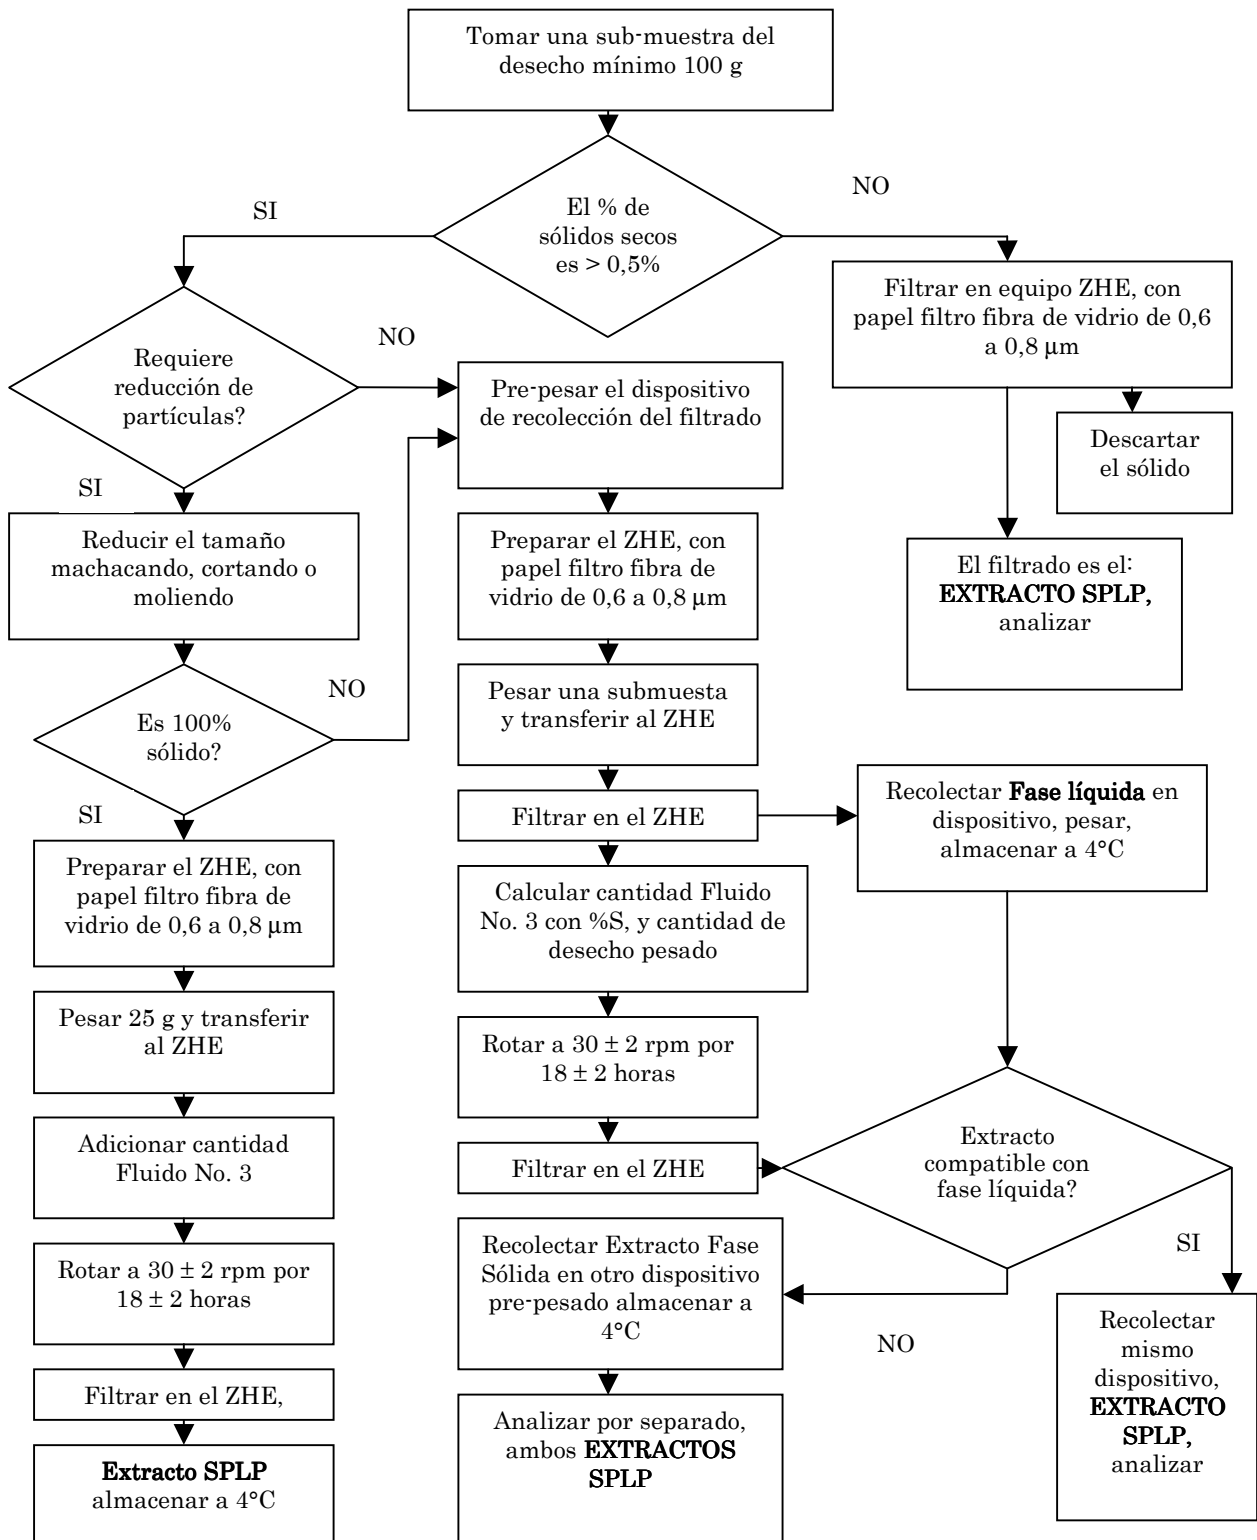 Tomar una sub-muestra del
desecho mínimo 100 g
El % de
sólidos secos
es > 0,5%
SI
NO
Filtrar en equipo ZHE, con
papel filtro fibra de vidrio de 0,6
a 0,8 µm
Descartar
el sólido
El filtrado es el:
EXTRACTO SPLP,
analizar
Requiere
reducción de
partículas?
NO
SI
Reducir el tamaño
machacando, cortando o
moliendo
Es 100%
sólido?
NO
SI
Preparar el ZHE, con
papel filtro fibra de
vidrio de 0,6 a 0,8 µm
Pesar 25 g y transferir
al ZHE
Adicionar cantidad
Fluido No. 3
Rotar a 30 ± 2 rpm por
18 ± 2 horas
Filtrar en el ZHE,
Extracto SPLP
almacenar a 4°C
Pre-pesar el dispositivo
de recolección del filtrado
Preparar el ZHE, con
papel filtro fibra de
vidrio de 0,6 a 0,8 µm
Pesar una submuesta
y transferir al ZHE
Filtrar en el ZHE
Recolectar Fase líquida en
dispositivo, pesar,
almacenar a 4°C
Calcular cantidad Fluido
No. 3 con %S, y cantidad de
desecho pesado
Rotar a 30 ± 2 rpm por
18 ± 2 horas
Filtrar en el ZHE
Extracto
compatible con
fase líquida?
SI
NO
Recolectar Extracto Fase
Sólida en otro dispositivo
pre-pesado almacenar a
4°C
Analizar por separado,
ambos EXTRACTOS
SPLP
Recolectar
mismo
dispositivo,
EXTRACTO
SPLP,
analizar